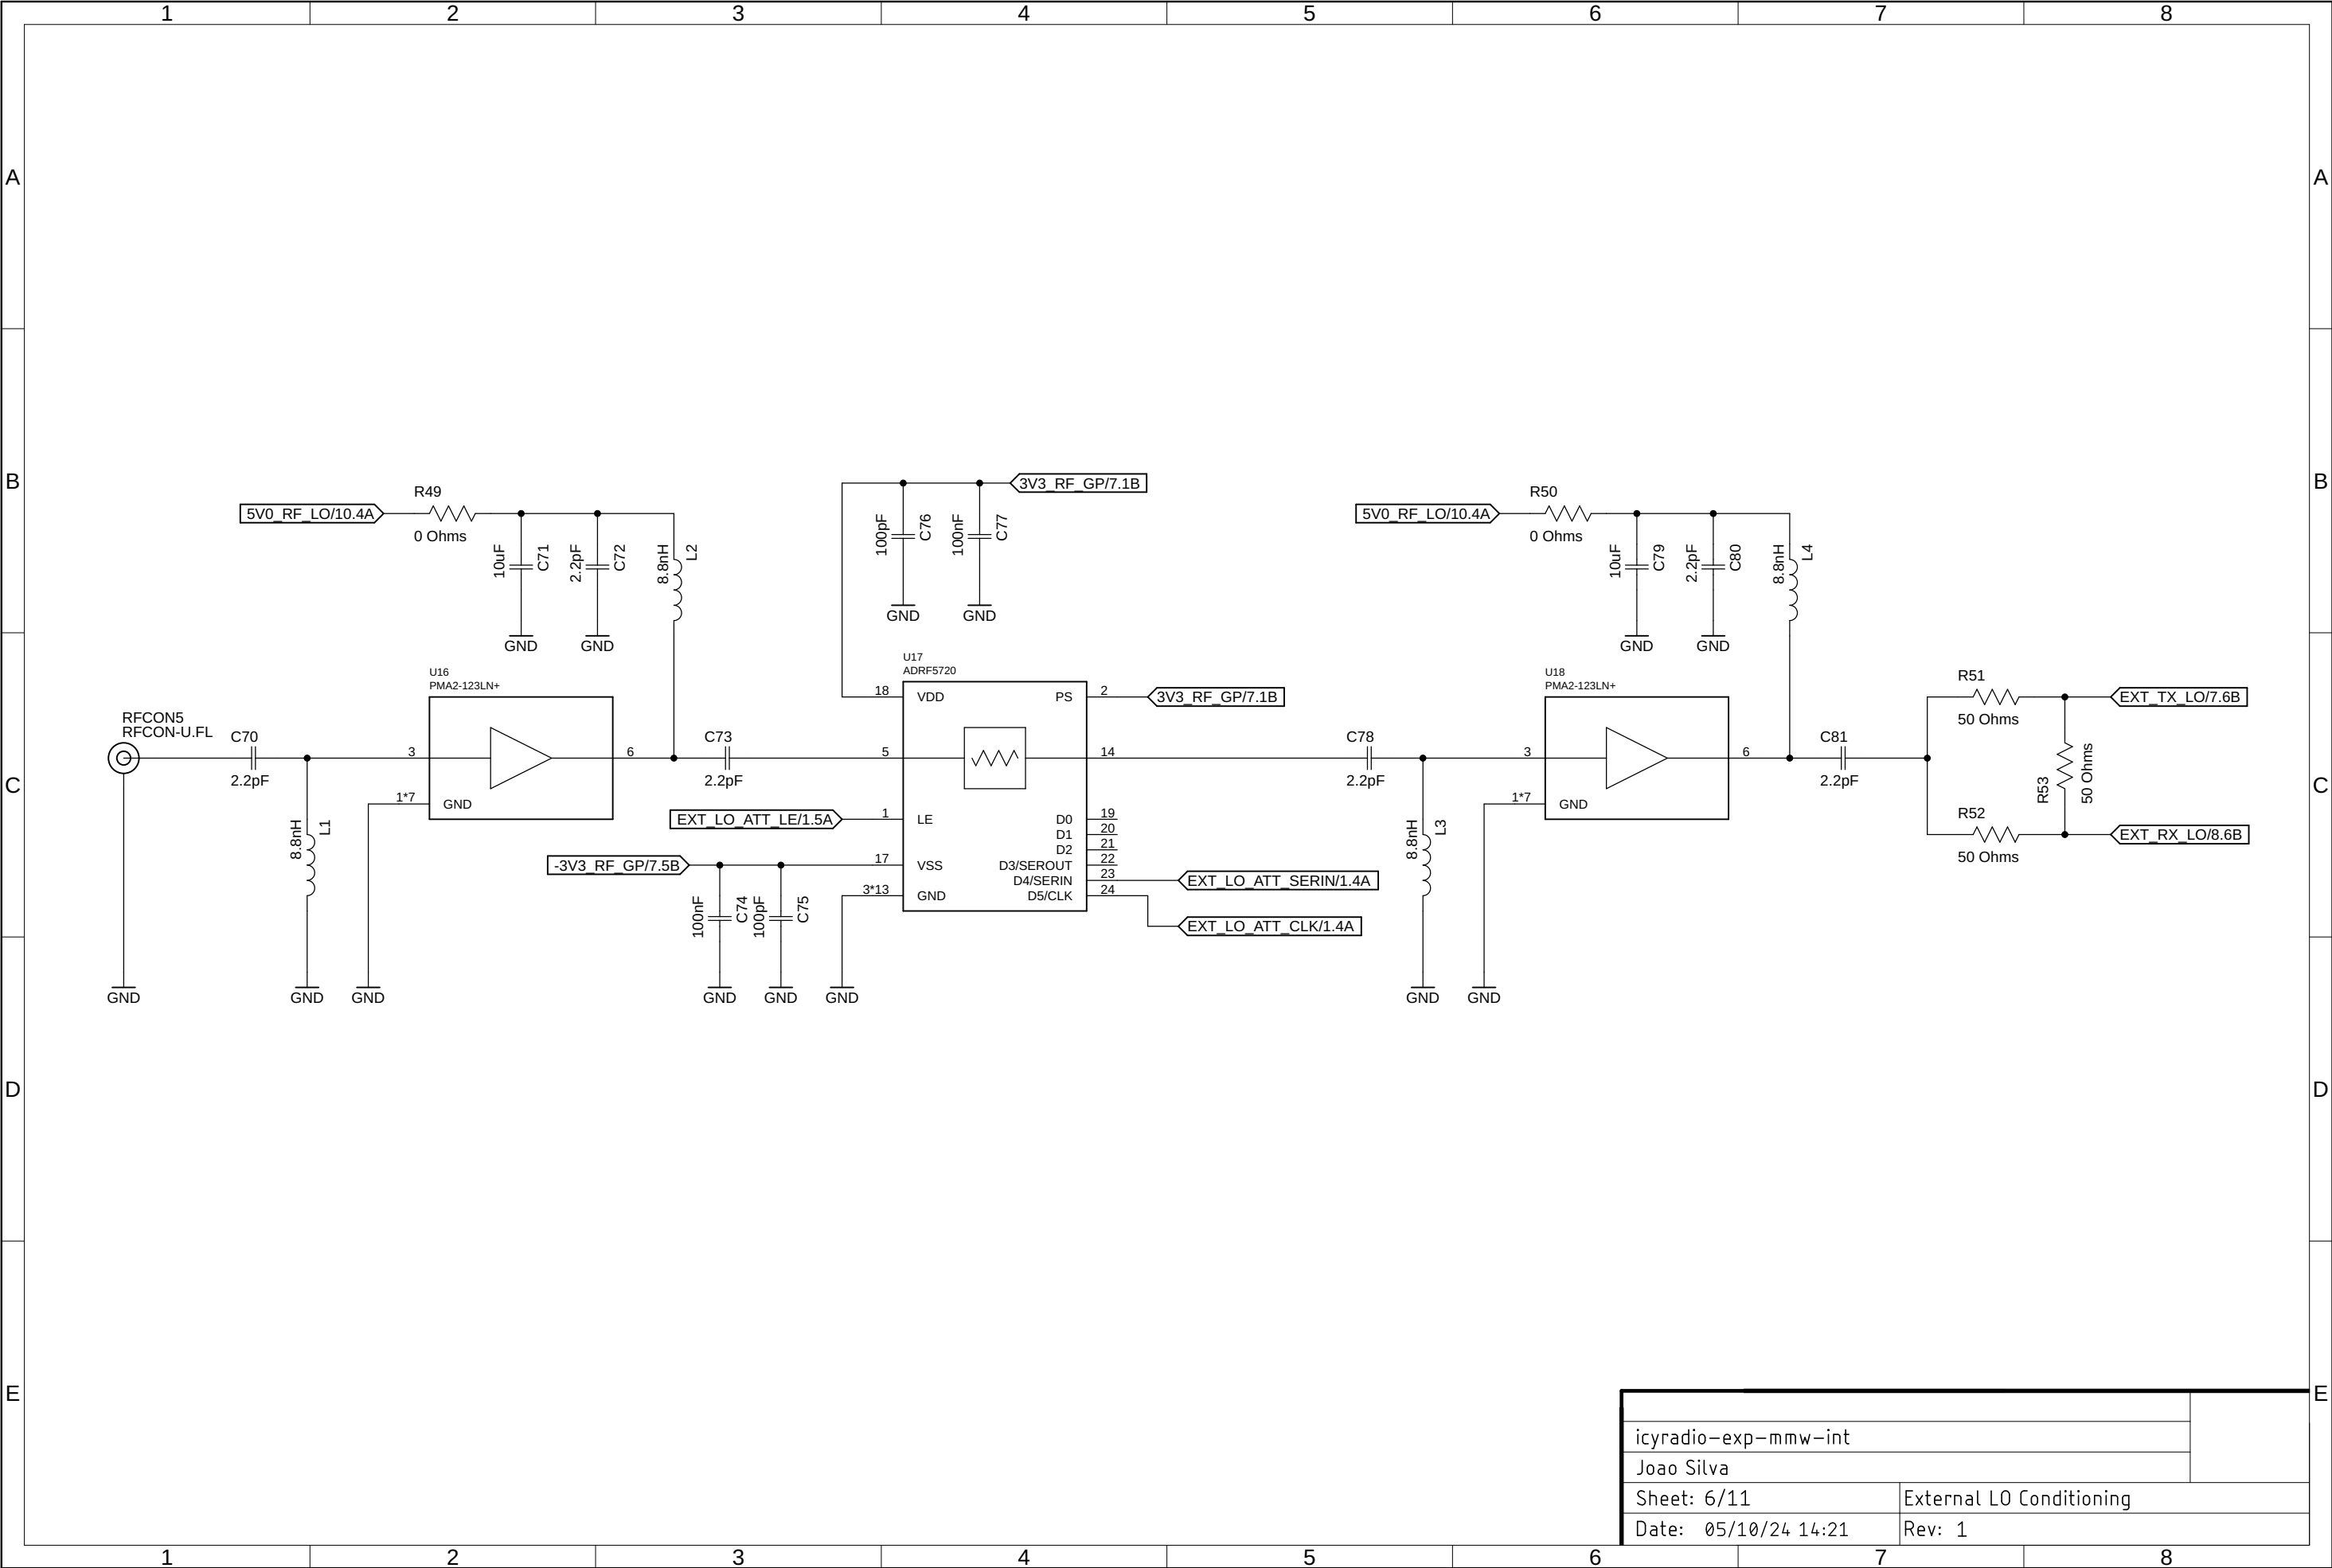 1 2 3 4 5 6 7 8
A A
B B
R49
5V0_RF_LO/10.4A
0 Ohms
10uF
C71
2.2pF
C72
8.8nH
L2
GND GND
3V3_RF_GP/7.1B
100pF
C76
100nF
C77
GND GND
R50
5V0_RF_LO/10.4A
0 Ohms
10uF
C79
2.2pF
C80
8.8nH
L4
GND GND
C C
RFCON5
RFCON-U.FL
C70
2.2pF
8.8nH
L1
U16
PMA2-123LN+
3
6
1*7
GND
C73
2.2pF
U17
ADRF5720
18 VDD
PS 2
3V3_RF_GP/7.1B
5
14
EXT_LO_ATT_LE/1.5A
1 LE
D0 19
D1 20
D2 21
-3V3_RF_GP/7.5B
17 VSS
D3/SEROUT 22
D4/SERIN 23
EXT_LO_ATT_SERIN/1.4A
3*13 GND
D5/CLK 24
EXT_LO_ATT_CLK/1.4A
100nF
C74
100pF
C75
C78
2.2pF
8.8nH
L3
U18
PMA2-123LN+
3
6
1*7
GND
C81
2.2pF
R51
50 Ohms
EXT_TX_LO/7.6B
R53
50 Ohms
R52
50 Ohms
EXT_RX_LO/8.6B
GND GND GND GND GND GND GND GND
D D
E E
icyradio-exp-mmw-int
Joao Silva
Sheet: 6/11
External LO Conditioning
Date: 05/10/24 14:21
Rev: 1
1 2 3 4 5 6 7 8